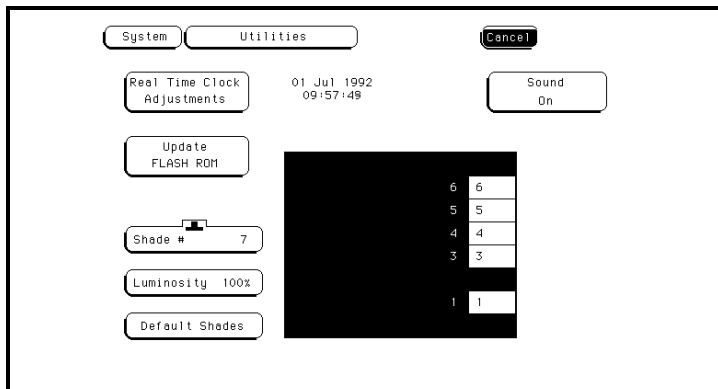 System Utilities Cancel
Real Time Clock
Adjustments
01 Jul 1992
09:57:49
Sound
On
Update
FLASH ROM
6 6
5 5
4 4
3 3
1 1
Shade # 7
Luminosity 100%
Default Shades